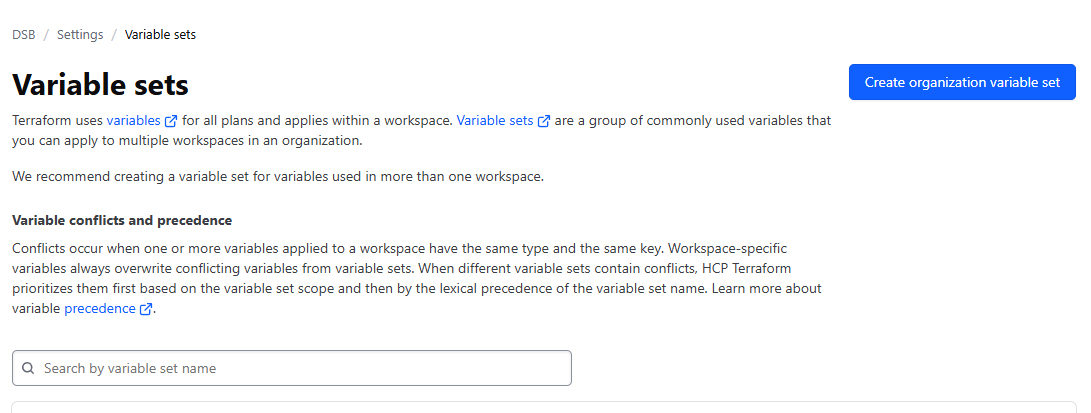 DSB / Settings / Variable sets
Variable sets
Create organization variable set
Terraform uses variables for all plans and applies within a workspace. Variable sets are a group of commonly used variables that
you can apply to multiple workspaces in an organization.
We recommend creating a variable set for variables used in more than one workspace.
Variable conflicts and precedence
Conflicts occur when one or more variables applied to a workspace have the same type and the same key. Workspace-specific
variables always overwrite conflicting variables from variable sets. When different variable sets contain conflicts, HCP Terraform
prioritizes them first based on the variable set scope and then by the lexical precedence of the variable set name. Learn more about
variable precedence.
Search by variable set name